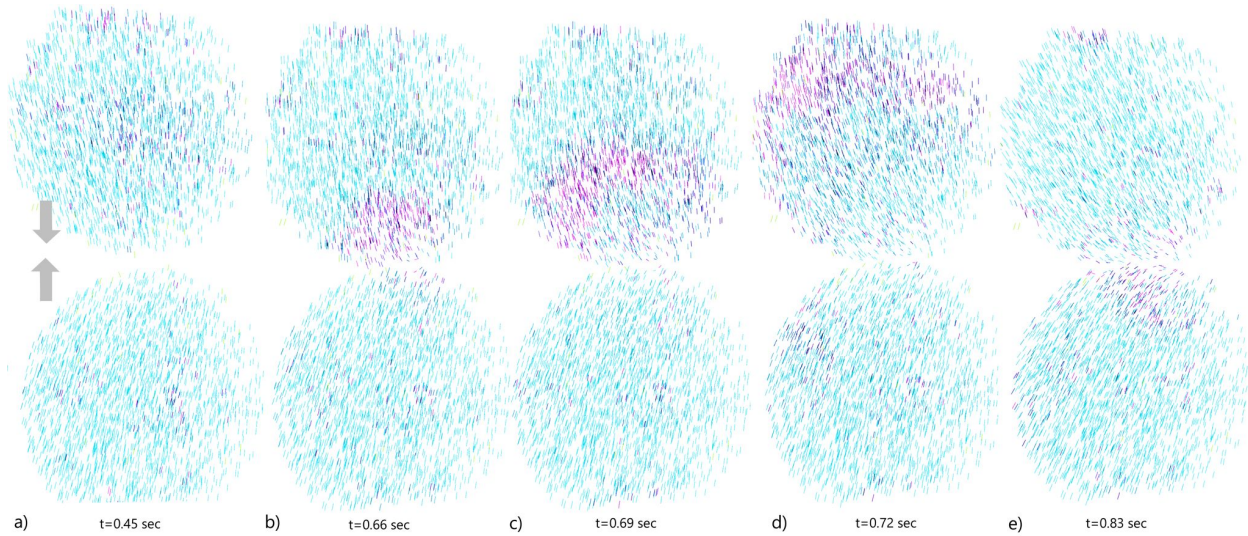 a) t=0.45 sec
b) t=0.66 sec
c) t=0.69 sec
d) t=0.72 sec
e) t=0.83 sec